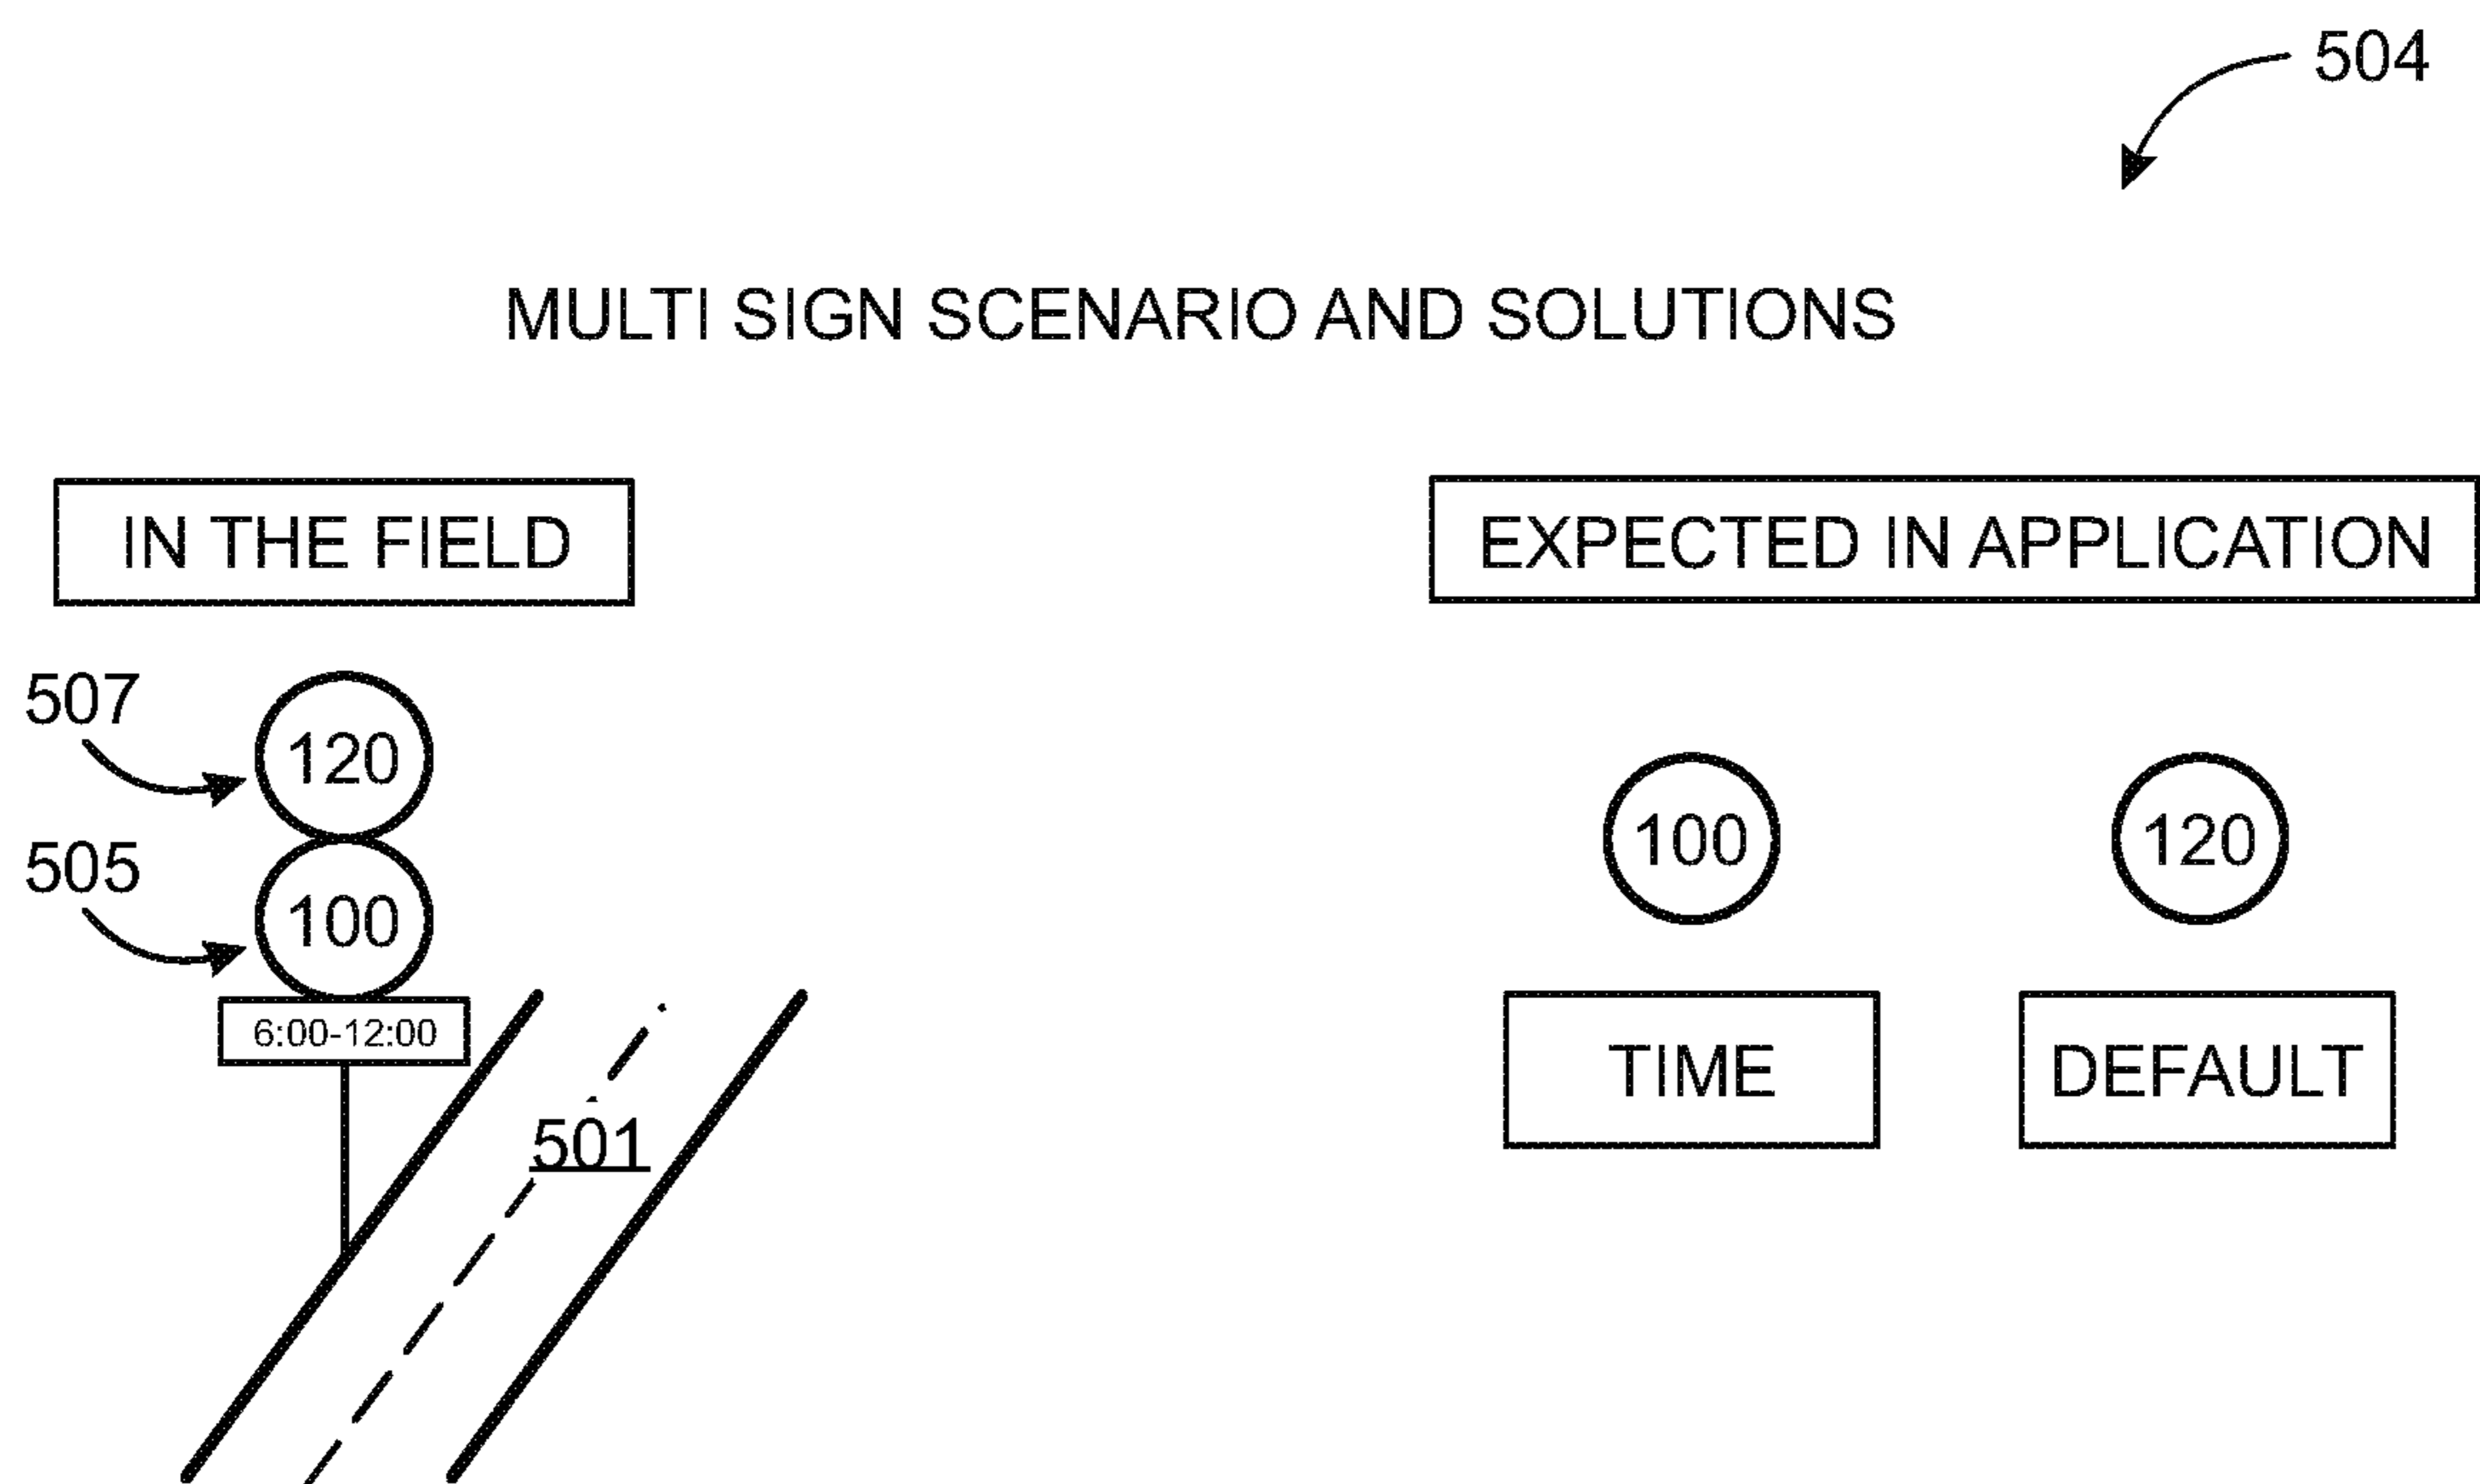 504
MULTI SIGN SCENARIO AND SOLUTIONS
IN THE FIELD
EXPECTED IN APPLICATION
507
120
505
100
6:00-12:00
501
100
120
TIME
DEFAULT